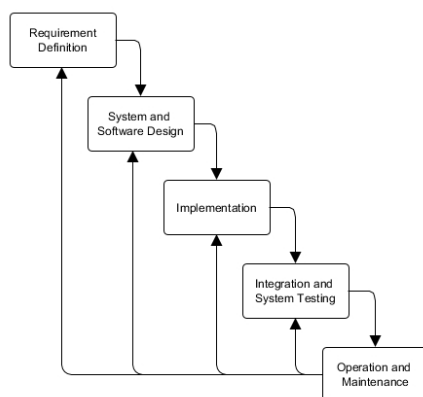 Requirement
Definition
System and
Software Design
Implementation
Integration and
System Testing
Operation and
Maintenance